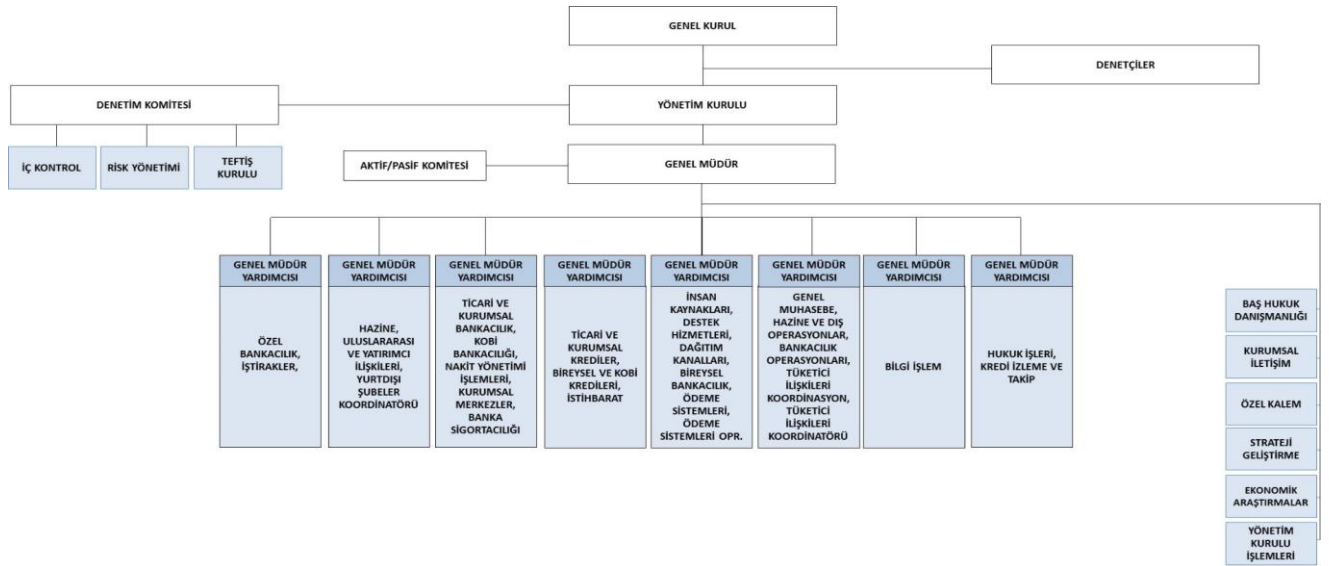 GENEL KURUL
DENETÇİLER
DENETİM KOMİTESİ
YÖNETİM KURULU
İÇ KONTROL
RİSK YÖNETİMİ
TEFTİŞ
KURULU
AKTİF/PASİF KOMİTESİ
GENEL MÜDÜR
GENEL MÜDÜR
YARDIMCISI
ÖZEL
BANKACILIK,
İŞTİRAKLER,
GENEL MÜDÜR
YARDIMCISI
HAZİNE,
ULUSLARARASI
VE YATIRIMCI
İLİŞKİLERİ,
YURTDIŞI
ŞUBELER
KOORDİNATÖRÜ
GENEL MÜDÜR
YARDIMCISI
TİCARİ VE
KURUMSAL
BANKACILIK,
KOBİ
BANKACILIĞI,
NAKİT YÖNETİMİ
İŞLEMLERİ,
KURUMSAL
MERKEZLER,
BANKA
SİGORTACILIĞI
GENEL MÜDÜR
YARDIMCISI
TİCARİ VE
KURUMSAL
KREDİLER,
BİREYSEL VE KOBİ
KREDİLERİ,
İSTİHBARAT
GENEL MÜDÜR
YARDIMCISI
İNSAN
KAYNAKLARI,
DESTEK
HİZMETLERİ,
DAĞITIM
KANALLARI,
BİREYSEL
BANKACILIK,
ÖDEME
SİSTEMLERİ,
ÖDEME
SİSTEMLERİ OPR.
GENEL MÜDÜR
YARDIMCISI
GENEL
MUHASEBE,
HAZİNE VE DIŞ
OPERASYONLAR,
BANKACILIK
OPERASYONLARI,
TÜKETİCİ
İLİŞKİLERİ
KOORDİNASYON,
TÜKETİCİ
İLİŞKİLERİ
KOORDİNATÖRÜ
GENEL MÜDÜR
YARDIMCISI
BİLGİ İŞLEM
GENEL MÜDÜR
YARDIMCISI
HUKUK İŞLERİ,
KREDİ İZLEME VE
TAKİP
BAŞ HUKUK
DANIŞMANLIĞI
KURUMSAL
İLETİŞİM
ÖZEL KALEM
STRATEJİ
GELİŞTİRME
EKONOMİK
ARAŞTIRMALAR
YÖNETİM
KURULU
İŞLEMLERİ